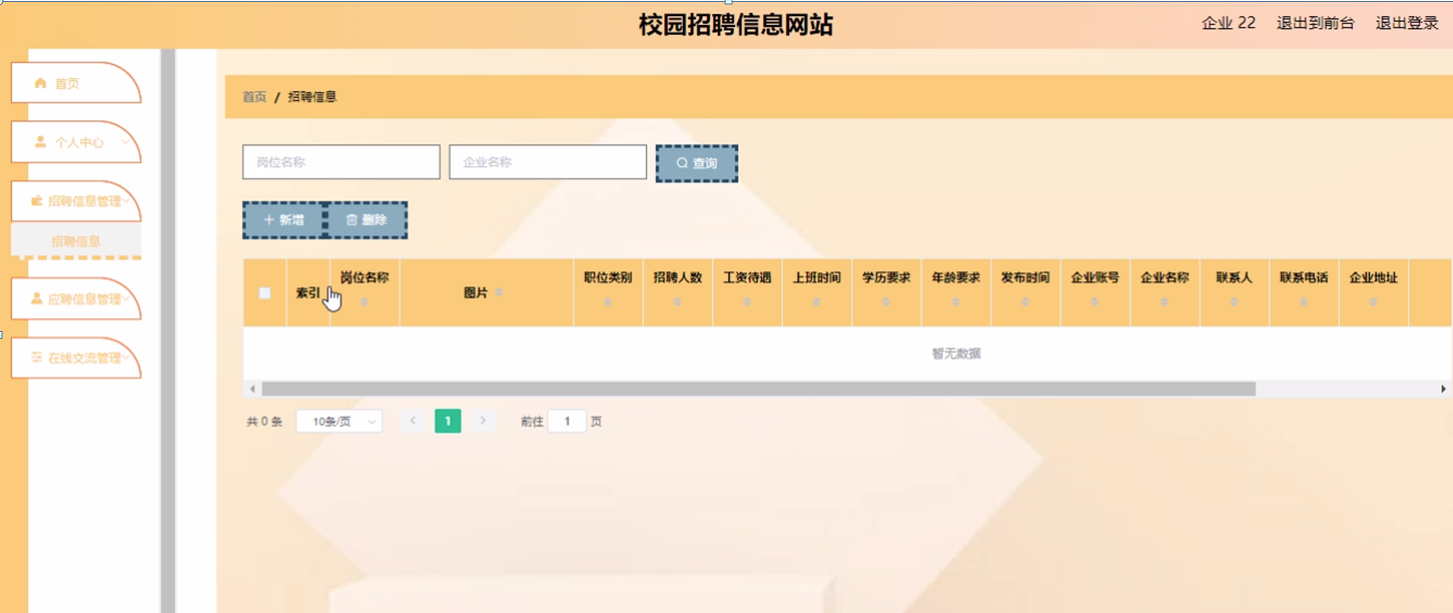 校园招聘信息网站
企业 22 退出到前台 退出登录
首页
个人中心
招聘信息管理
招聘信息
应聘信息管理
在线交流管理
首页 / 招聘信息
岗位名称 企业名称 查询
新增 删除
索引 岗位名称 图片 职位类别 招聘人数 工资待遇 上班时间 学历要求 年龄要求 发布时间 企业账号 企业名称 联系人 联系电话 企业地址
暂无数据
共 0 条 10条/页 1 前往 1 页